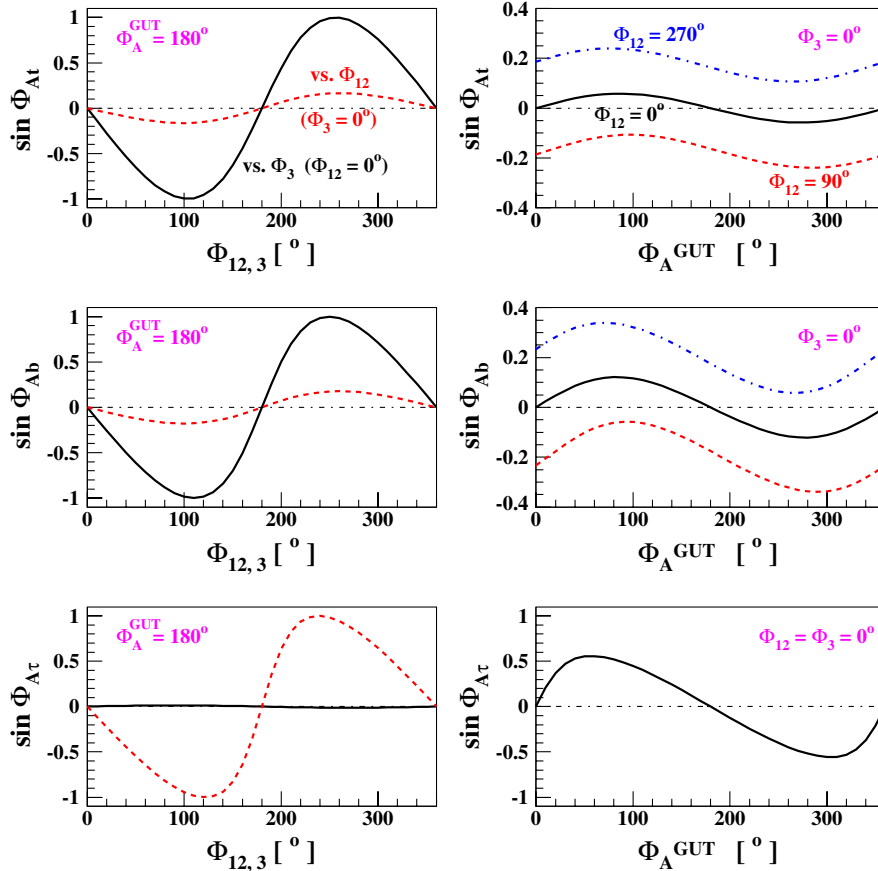 sin Φ_At
1
0.5
0
-0.5
-1
Φ_A^GUT = 180°
vs. Φ_12
(Φ_3 = 0°)
vs. Φ_3 (Φ_12 = 0°)
0 100 200 300
Φ_12, 3 [ ° ]
sin Φ_At
0.4
0.2
0
-0.2
-0.4
Φ_12 = 270°
Φ_3 = 0°
Φ_12 = 0°
Φ_12 = 90°
0 100 200 300
Φ_A^GUT [ ° ]
sin Φ_Ab
1
0.5
0
-0.5
-1
Φ_A^GUT = 180°
0 100 200 300
Φ_12, 3 [ ° ]
sin Φ_Ab
0.4
0.2
0
-0.2
-0.4
Φ_3 = 0°
0 100 200 300
Φ_A^GUT [ ° ]
sin Φ_Aτ
1
0.5
0
-0.5
-1
Φ_A^GUT = 180°
0 100 200 300
Φ_12, 3 [ ° ]
sin Φ_Aτ
1
0.5
0
-0.5
-1
Φ_12 = Φ_3 = 0°
0 100 200 300
Φ_A^GUT [ ° ]